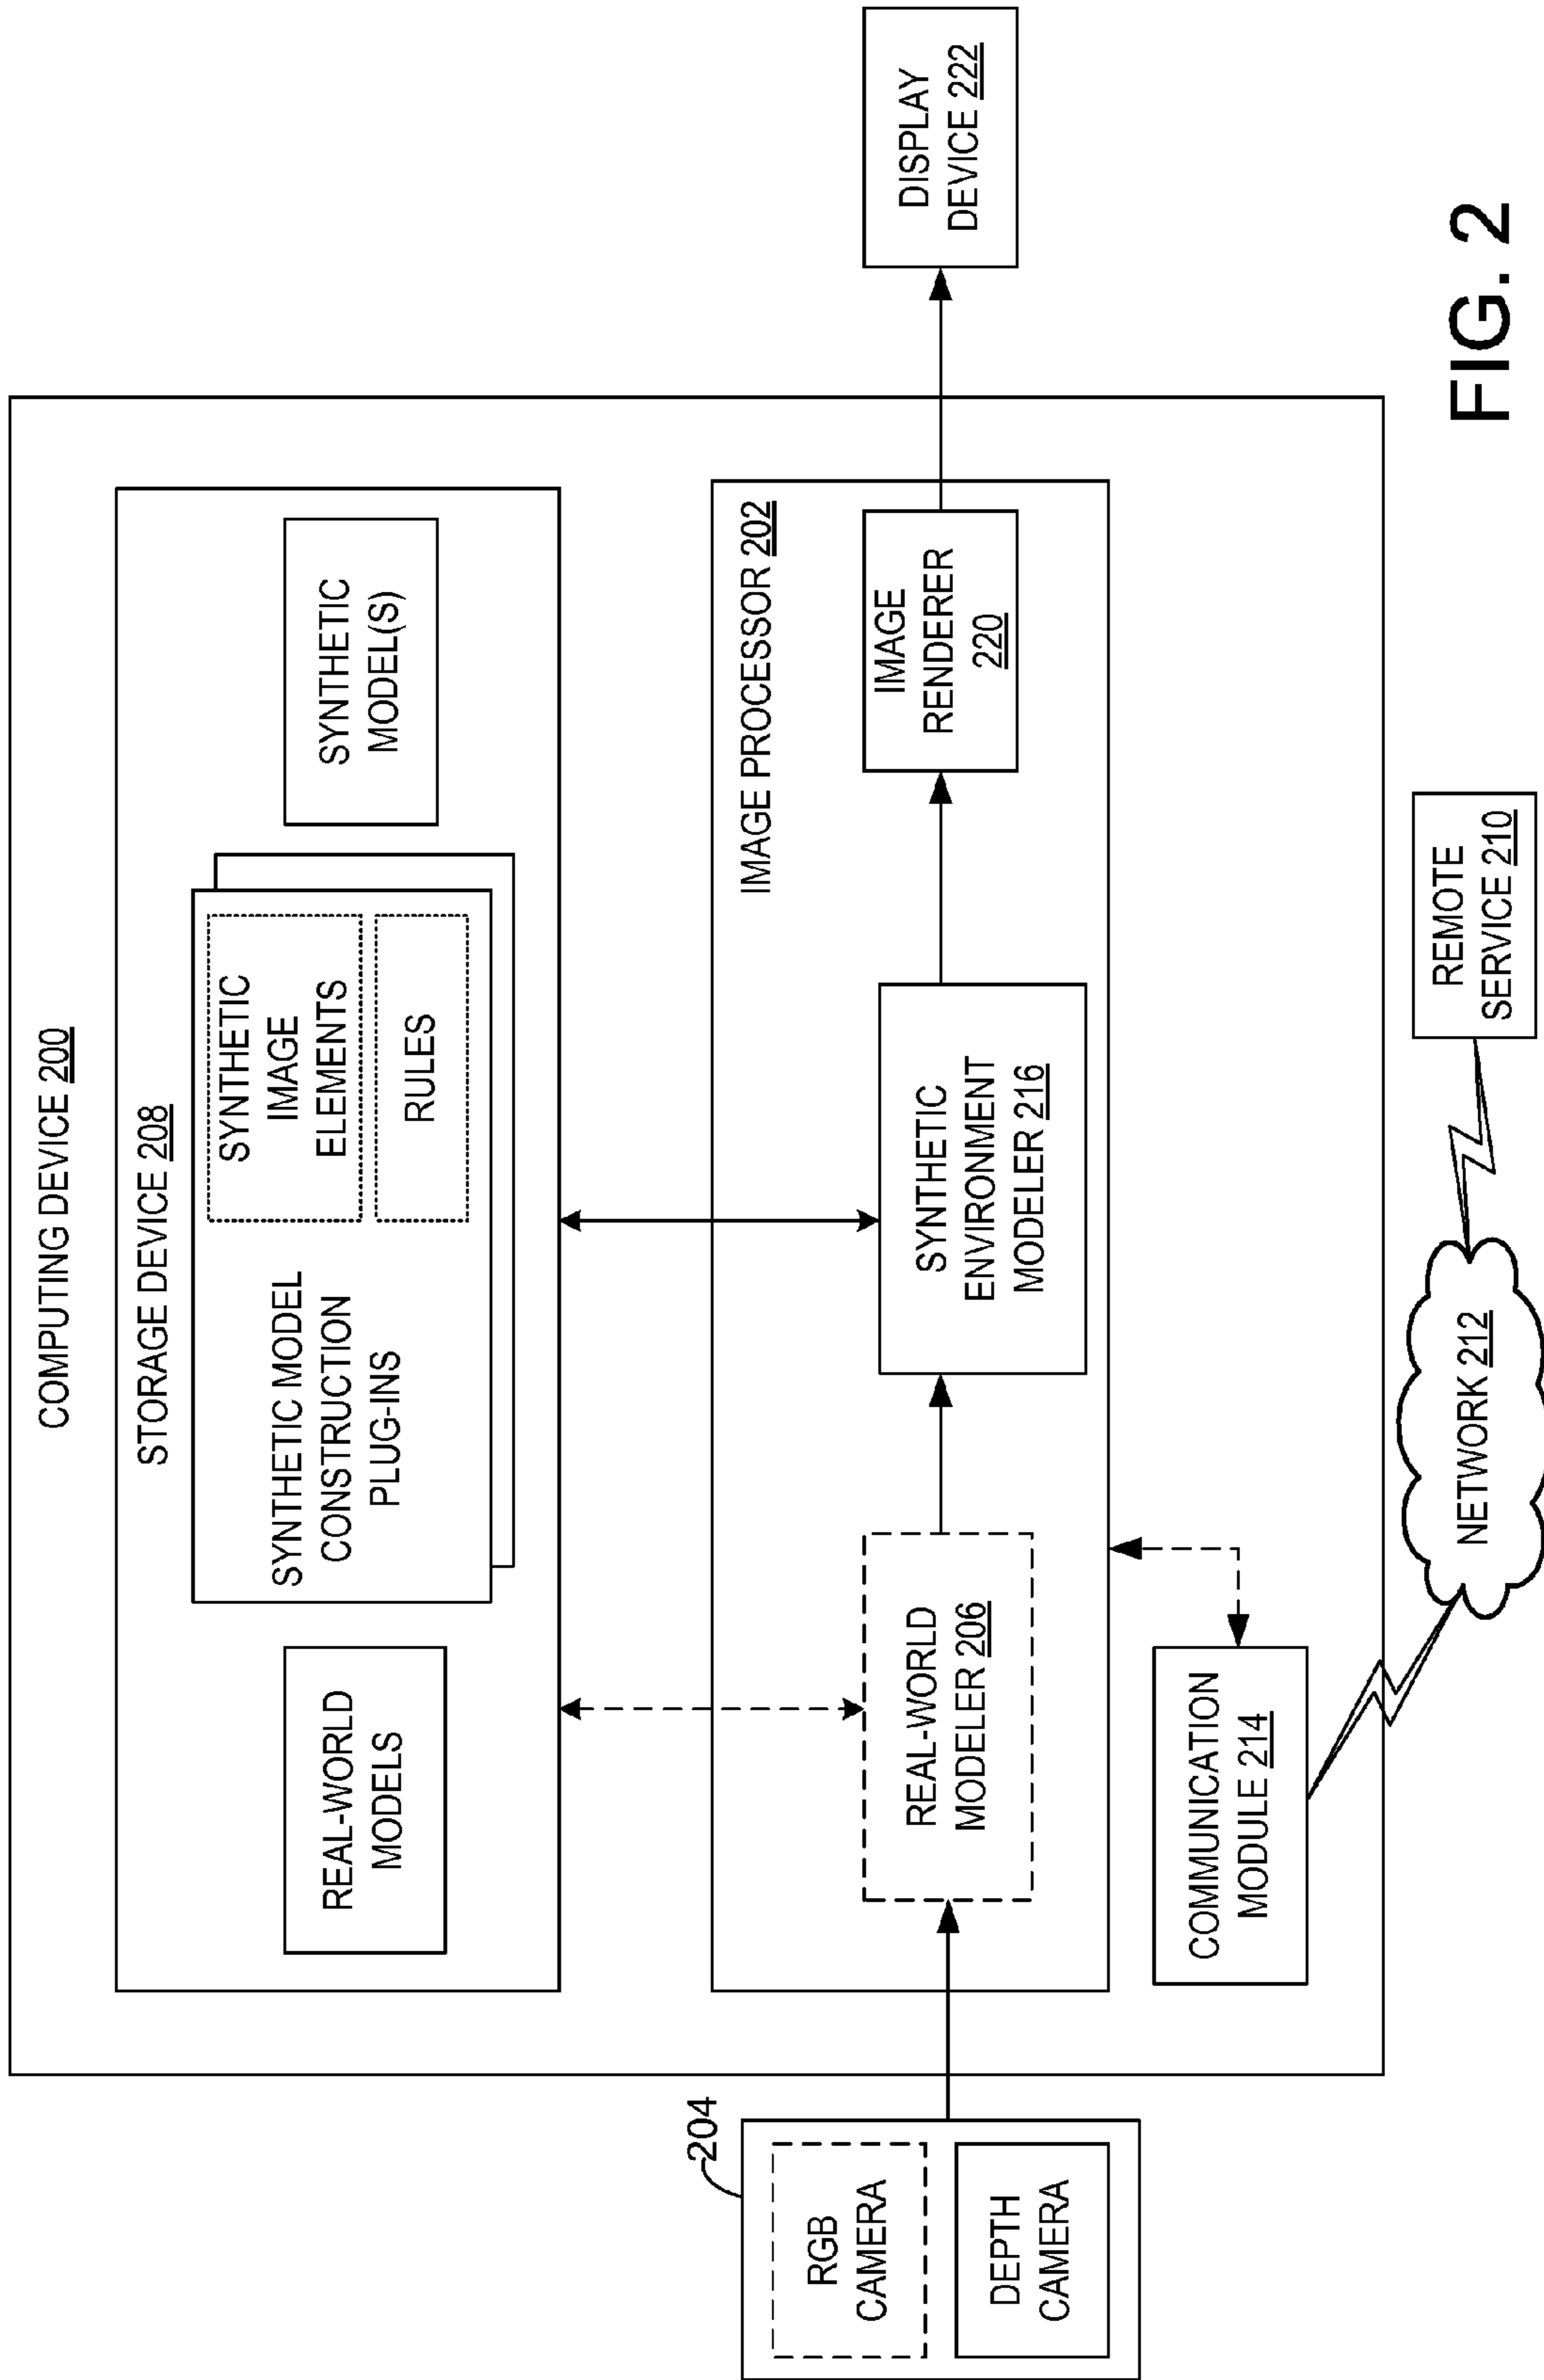 COMPUTING DEVICE 200
STORAGE DEVICE 208
REAL-WORLD
MODELS
SYNTHETIC MODEL
CONSTRUCTION
PLUG-INS
SYNTHETIC
IMAGE
ELEMENTS
RULES
SYNTHETIC
MODEL(S)
IMAGE PROCESSOR 202
204
RGB
CAMERA
DEPTH
CAMERA
REAL-WORLD
MODELER 206
SYNTHETIC
ENVIRONMENT
MODELER 216
IMAGE
RENDERER
220
DISPLAY
DEVICE 222
COMMUNICATION
MODULE 214
NETWORK 212
REMOTE
SERVICE 210
FIG. 2